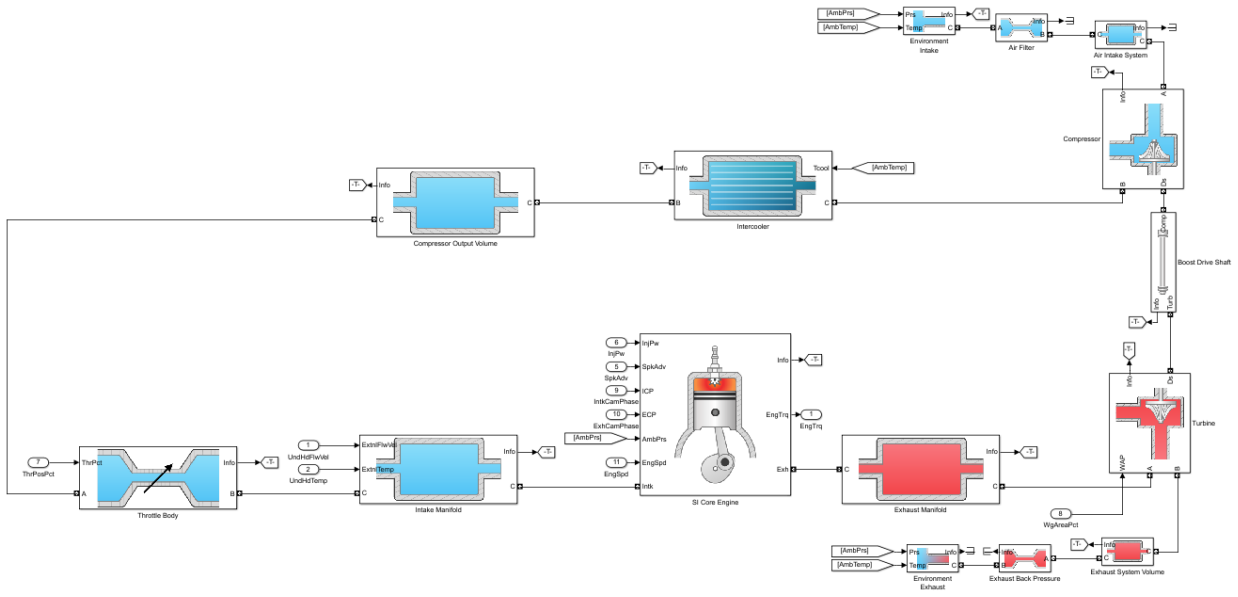 [AmbPrs]
[AmbTemp]
Prs
Temp
Info
C
-T-
Environment
Intake
A
Info
B
Air Filter
C
Info
C
Air Intake System
-T-
Info
A
Compressor
B
Ds
-T-
Info
Tcool
[AmbTemp]
B
C
Intercooler
-T-
Info
C
C
Compressor Output Volume
Comp
Boost Drive Shaft
Info
Turb
-T-
-T-
Info
Ds
Turbine
WAP
A
B
6
InjPw
InjPw
5
SpkAdv
SpkAdv
9
ICP
IntkCamPhase
10
ECP
ExhCamPhase
[AmbPrs]
AmbPrs
11
EngSpd
EngSpd
Intk
Info
-T-
EngTrq
1
EngTrq
Exh
SI Core Engine
7
ThrPosPct
ThrPct
A
Info
-T-
B
Throttle Body
1
UndHdFlwVol
ExtnlFlwVol
2
UndHdTemp
ExtnlTemp
C
Info
-T-
C
Intake Manifold
C
Info
-T-
C
Exhaust Manifold
8
WgAreaPct
[AmbPrs]
[AmbTemp]
Prs
Temp
Info
C
Environment
Exhaust
Info
B
A
Exhaust Back Pressure
-T-
Info
C
C
Exhaust System Volume